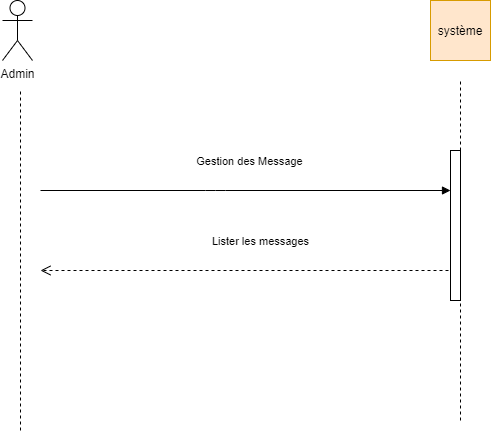 système
Admin
Gestion des Message
Lister les messages